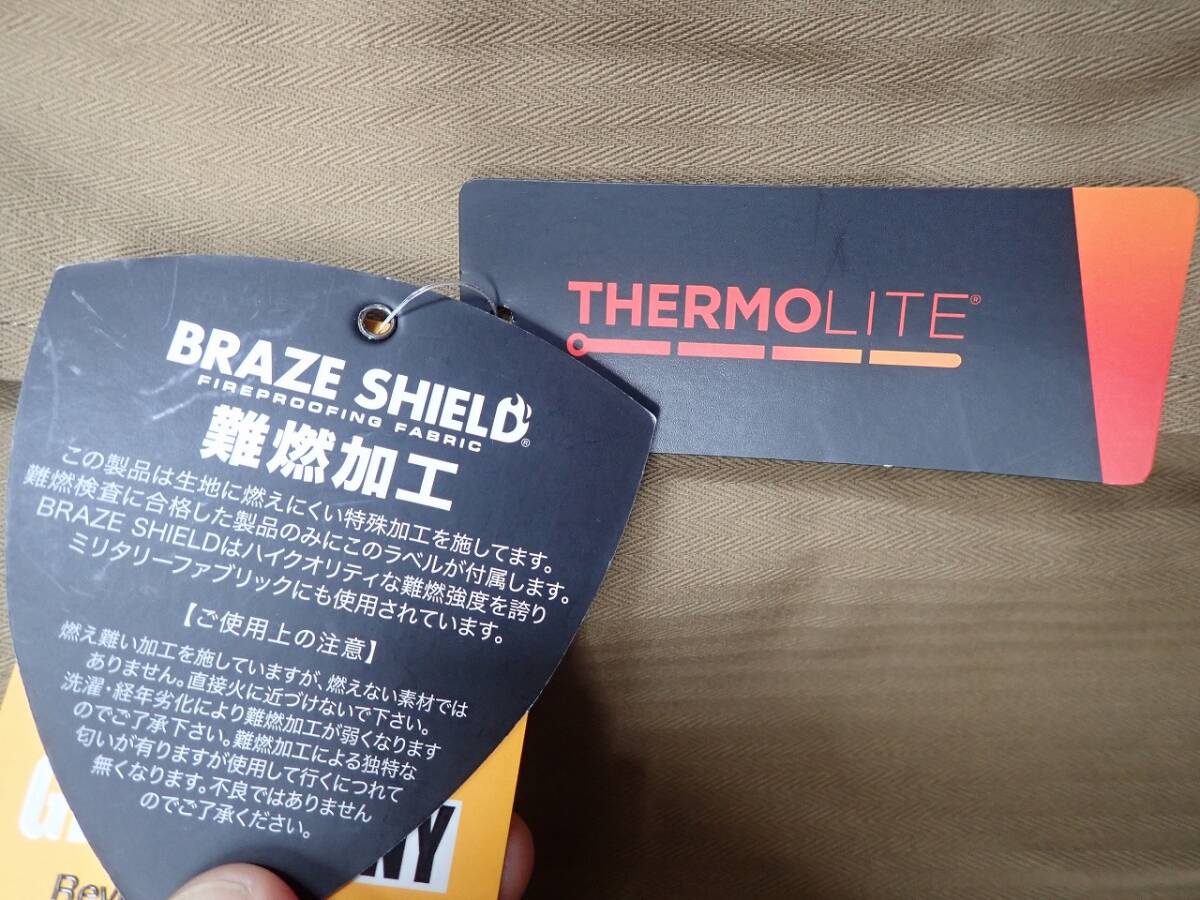 THERMOLITE®
BRAZE SHIELD®
FIREPROOFING FABRIC
難燃加工
この製品は生地に燃えにくい特殊加工を施してます。
難燃検査に合格した製品のみにこのラベルが付属します。
BRAZE SHIELDはハイクオリティな難燃強度を誇り
ミリタリーファブリックにも使用されています。
【ご使用上の注意】
燃え難い加工を施していますが、燃えない素材では
ありません。直接火に近づけないで下さい。
洗濯・経年劣化により難燃加工が弱くなります
のでご了承下さい。難燃加工による独特な
匂いが有りますが使用して行くにつれて
無くなります。不良ではありません
のでご了承ください。